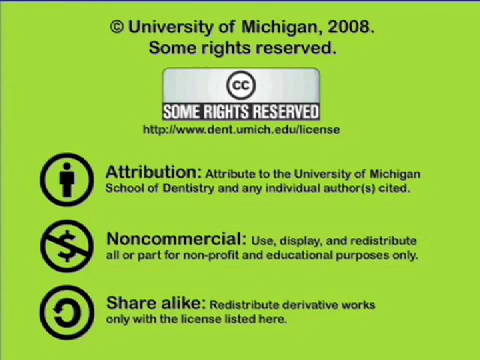 © University of Michigan, 2008.
Some rights reserved.
cc
SOME RIGHTS RESERVED
http://www.dent.umich.edu/license
Attribution: Attribute to the University of Michigan
School of Dentistry and any individual author(s) cited.
Noncommercial: Use, display, and redistribute
all or part for non-profit and educational purposes only.
Share alike: Redistribute derivative works
only with the license listed here.